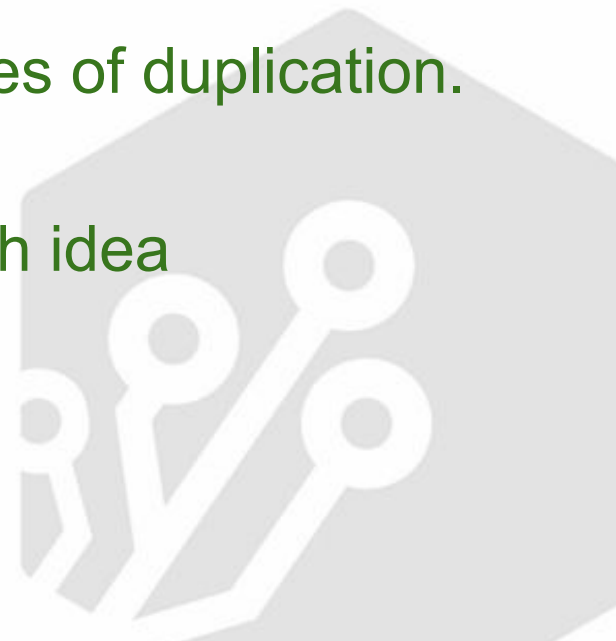 es of duplication.
h idea